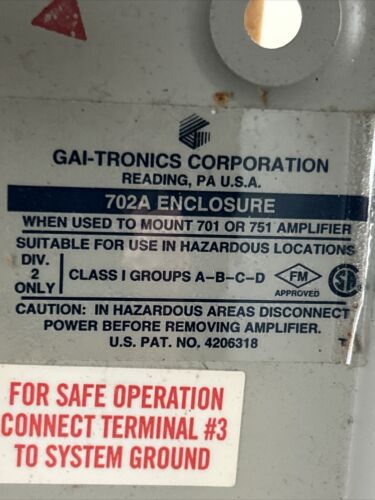 GAI-TRONICS CORPORATION
READING, PA U.S.A.
702A ENCLOSURE
WHEN USED TO MOUNT 701 OR 751 AMPLIFIER
SUITABLE FOR USE IN HAZARDOUS LOCATIONS
DIV. 2 ONLY
CLASS I GROUPS A-B-C-D
FM
APPROVED
CAUTION: IN HAZARDOUS AREAS DISCONNECT
POWER BEFORE REMOVING AMPLIFIER.
U.S. PAT. NO. 4206318
FOR SAFE OPERATION
CONNECT TERMINAL #3
TO SYSTEM GROUND